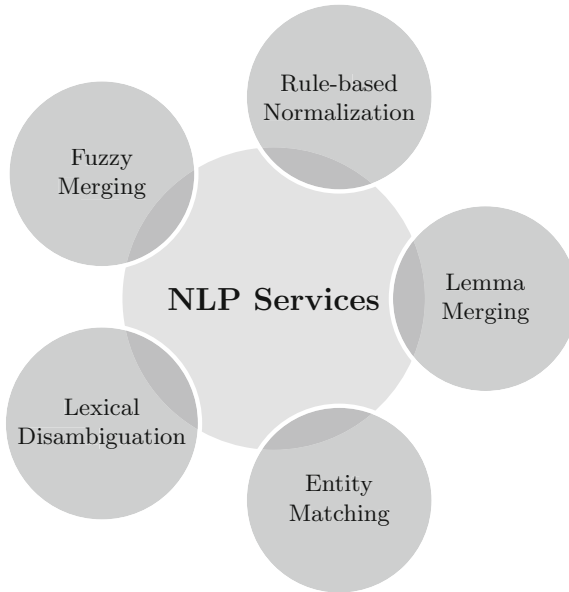 Rule-based
Normalization
Fuzzy
Merging
NLP Services
Lemma
Merging
Lexical
Disambiguation
Entity
Matching